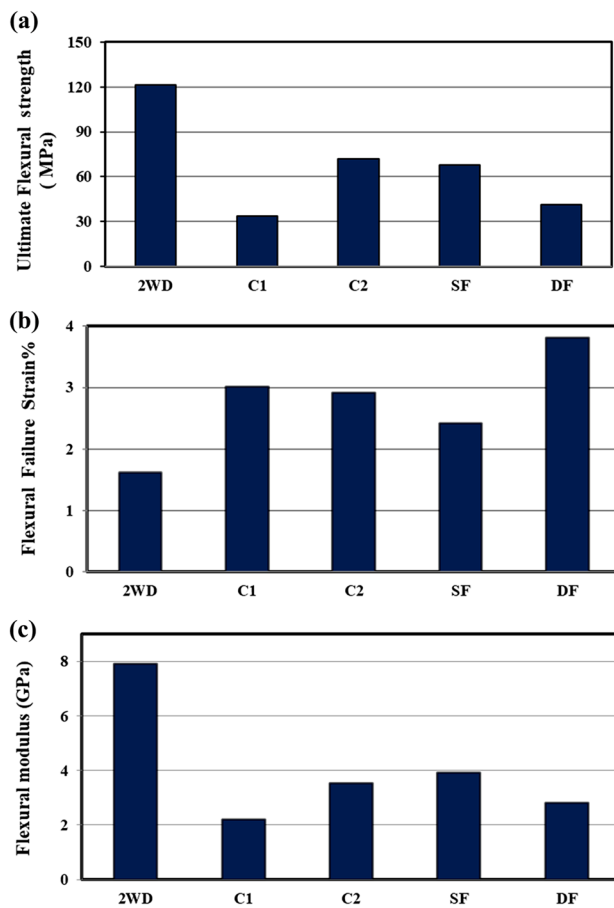 (a)
Ultimate Flexural strength
( MPa)
150
120
90
60
30
0
2WD C1 C2 SF DF
(b)
Flexural Failure Strain%
4
3
2
1
0
2WD C1 C2 SF DF
(c)
Flexural modulus (GPa)
8
6
4
2
0
2WD C1 C2 SF DF